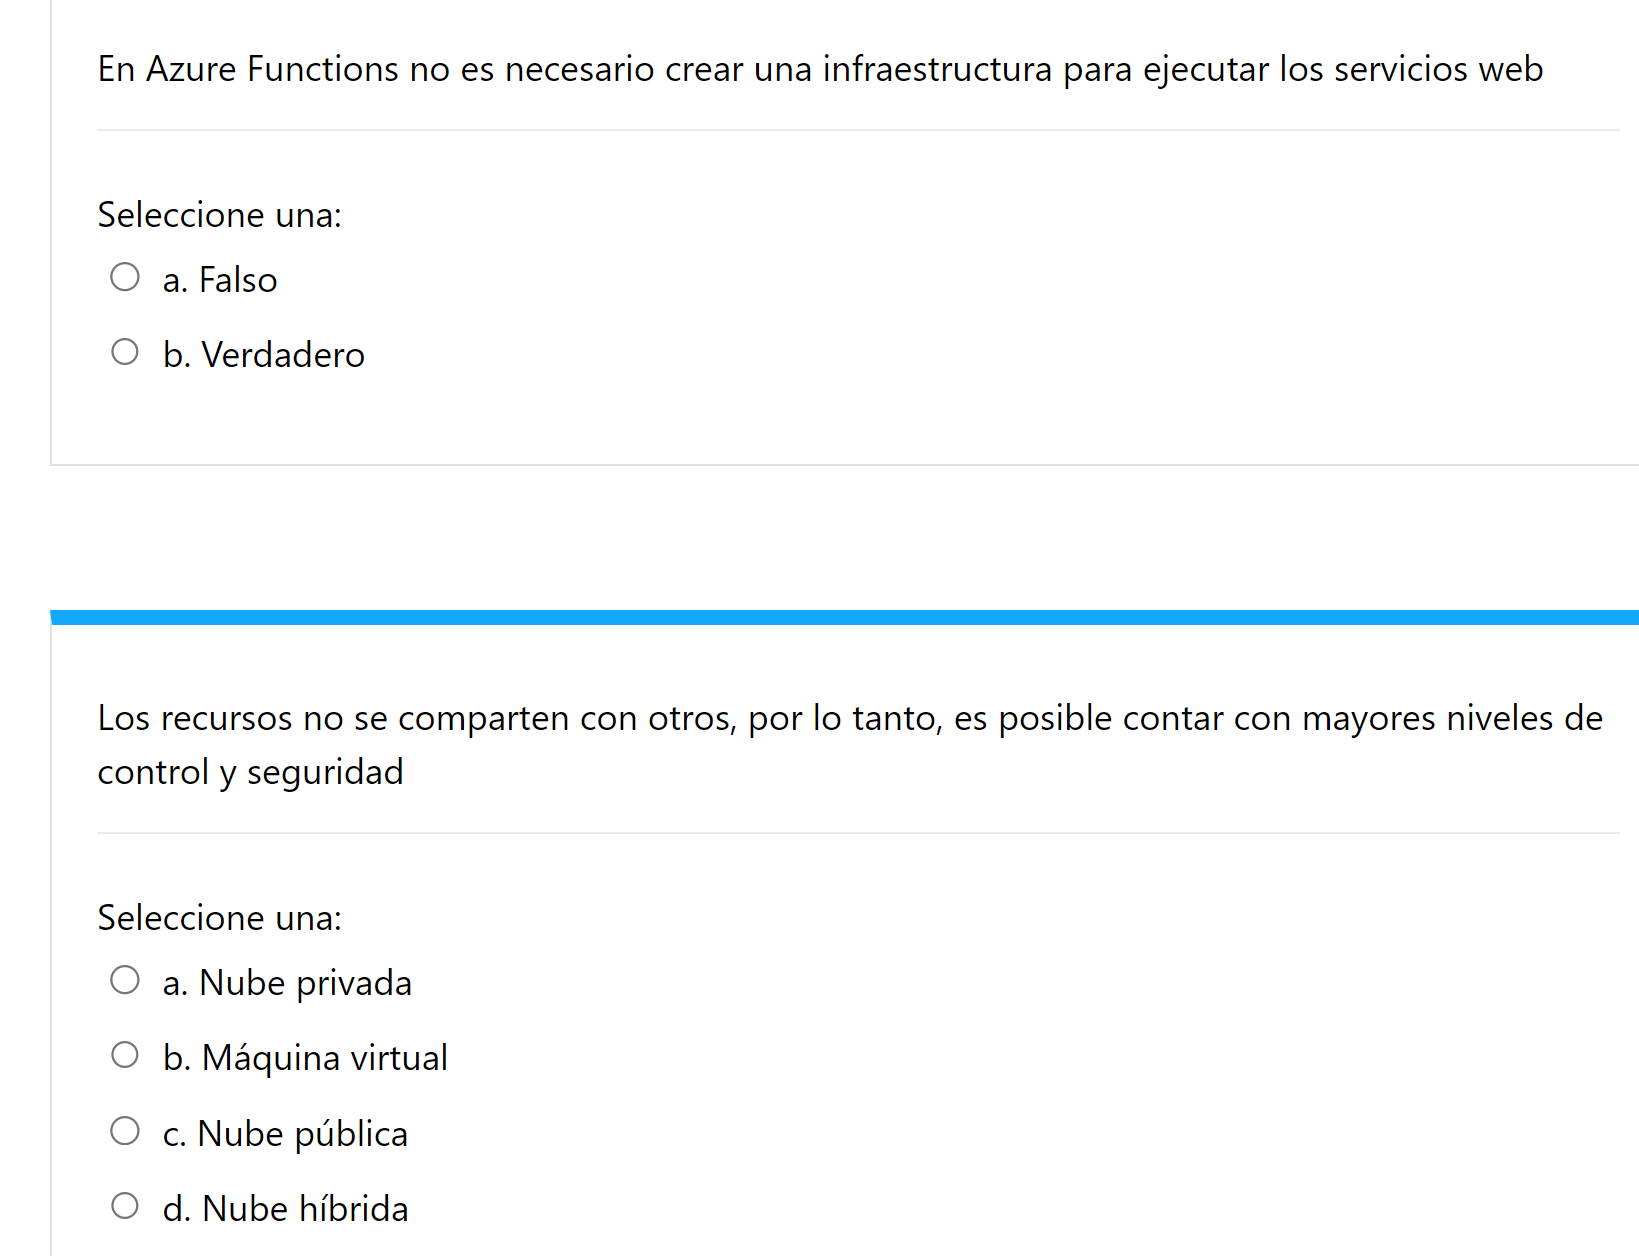 En Azure Functions no es necesario crear una infraestructura para ejecutar los servicios web
Seleccione una:
a. Falso
b. Verdadero
Los recursos no se comparten con otros, por lo tanto, es posible contar con mayores niveles de
control y seguridad
Seleccione una:
a. Nube privada
b. Máquina virtual
c. Nube pública
d. Nube híbrida